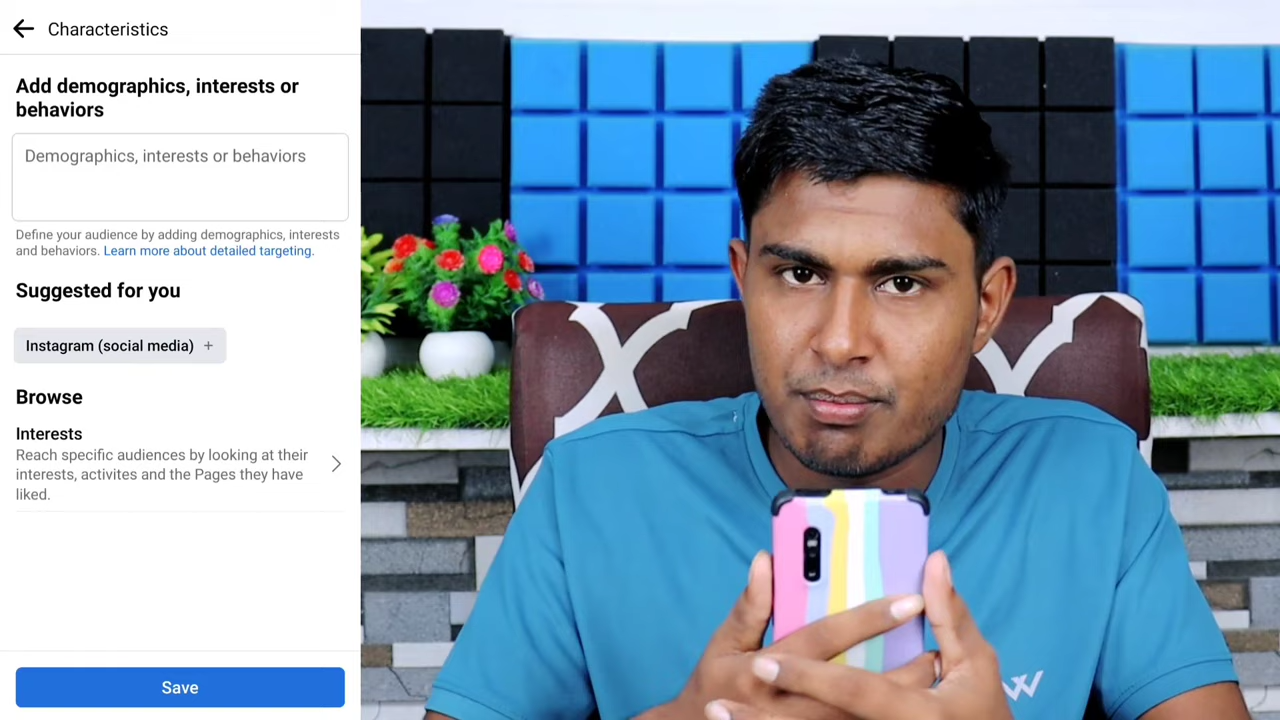 Characteristics
Add demographics, interests or
behaviors
Demographics, interests or behaviors
Define your audience by adding demographics, interests
and behaviors. Learn more about detailed targeting.
Suggested for you
Instagram (social media) +
Browse
Interests
Reach specific audiences by looking at their
interests, activites and the Pages they have
liked.
Save